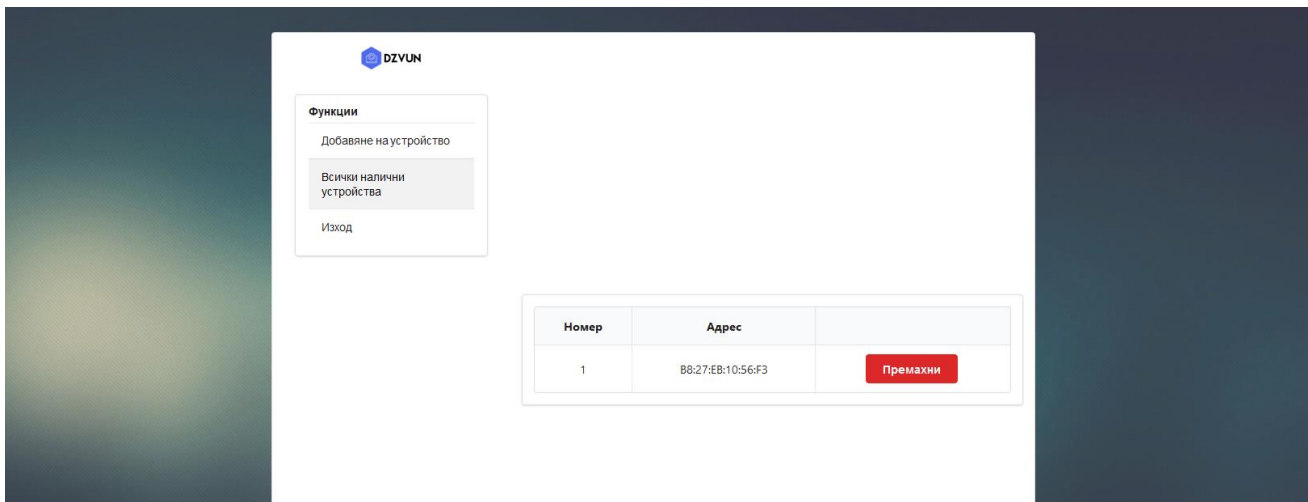 DZVUN
Функции
Добавяне на устройство
Всички налични
устройства
Изход
Номер Адрес
1 B8:27:EB:10:56:F3 Премахни